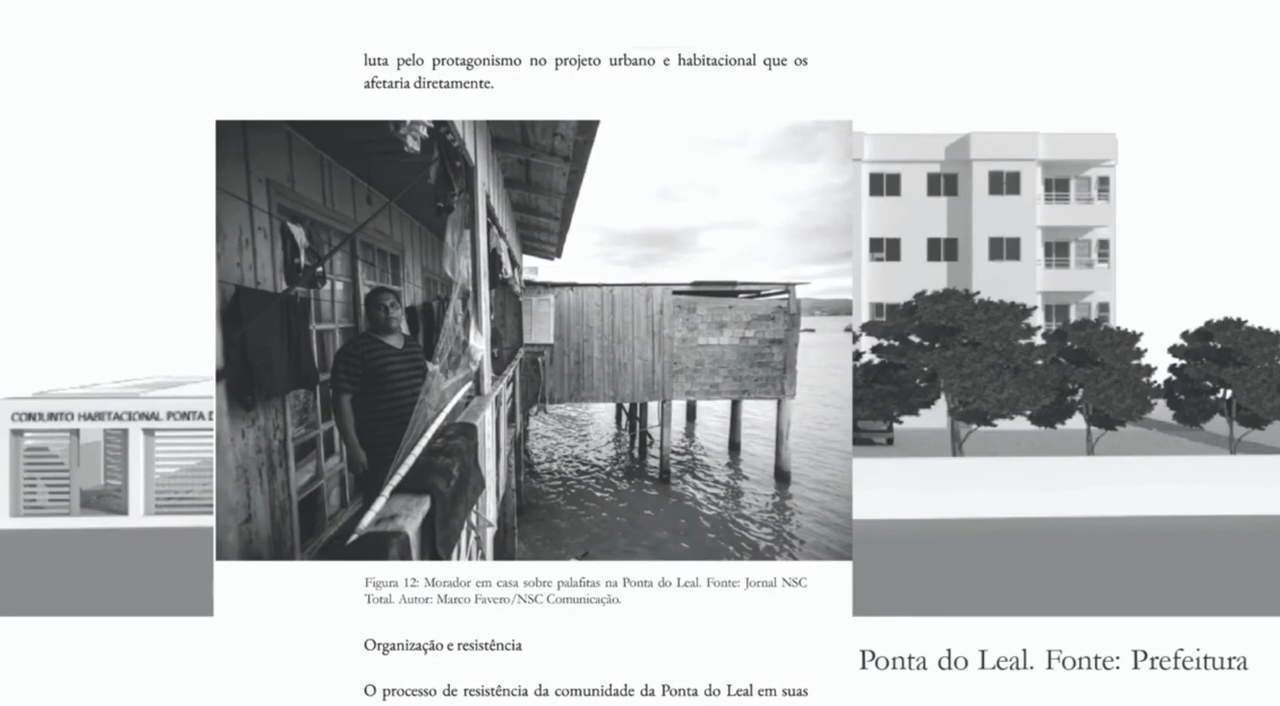 luta pelo protagonismo no projeto urbano e habitacional que os
afetaria diretamente.
CONJUNTO HABITACIONAL PONTA D
Figura 12: Morador em casa sobre palafitas na Ponta do Leal. Fonte: Jornal NSC
Total. Autor: Marco Favero/NSC Comunicação.
Organização e resistência
O processo de resistência da comunidade da Ponta do Leal em suas
Ponta do Leal. Fonte: Prefeitura